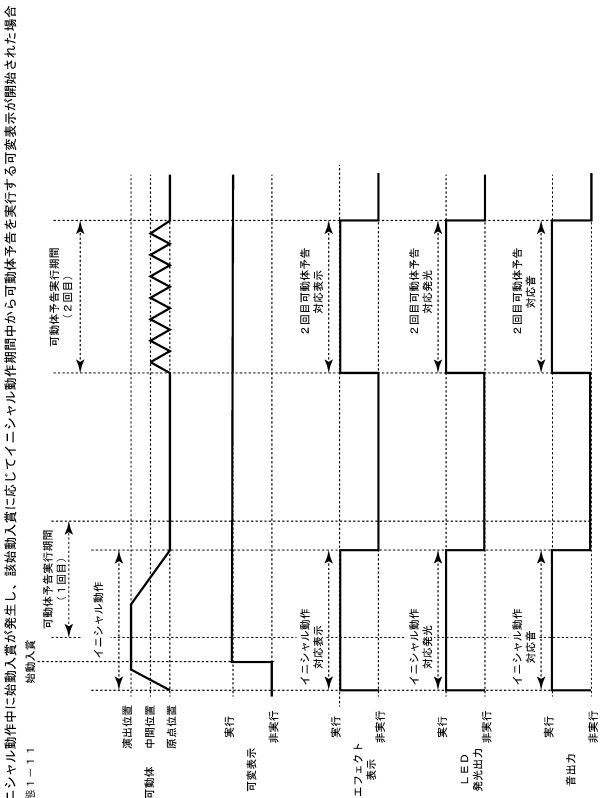 ニシャル動作中に始動入賞が発生し、該始動入賞に応じてイニシャル動作期間中から可動体予告を実行する可変表示が開始された場合
態１－１１
始動入賞
可動体予告実行期間
（１回目）
可動体予告実行期間
（２回目）
イニシャル動作
可動体
演出位置
中間位置
原点位置
可変表示
実行
非実行
エフェクト
表示
実行
非実行
イニシャル動作
対応表示
２回目可動体予告
対応表示
ＬＥＤ
発光出力
実行
非実行
イニシャル動作
対応発光
２回目可動体予告
対応発光
音出力
実行
非実行
イニシャル動作
対応音
２回目可動体予告
対応音